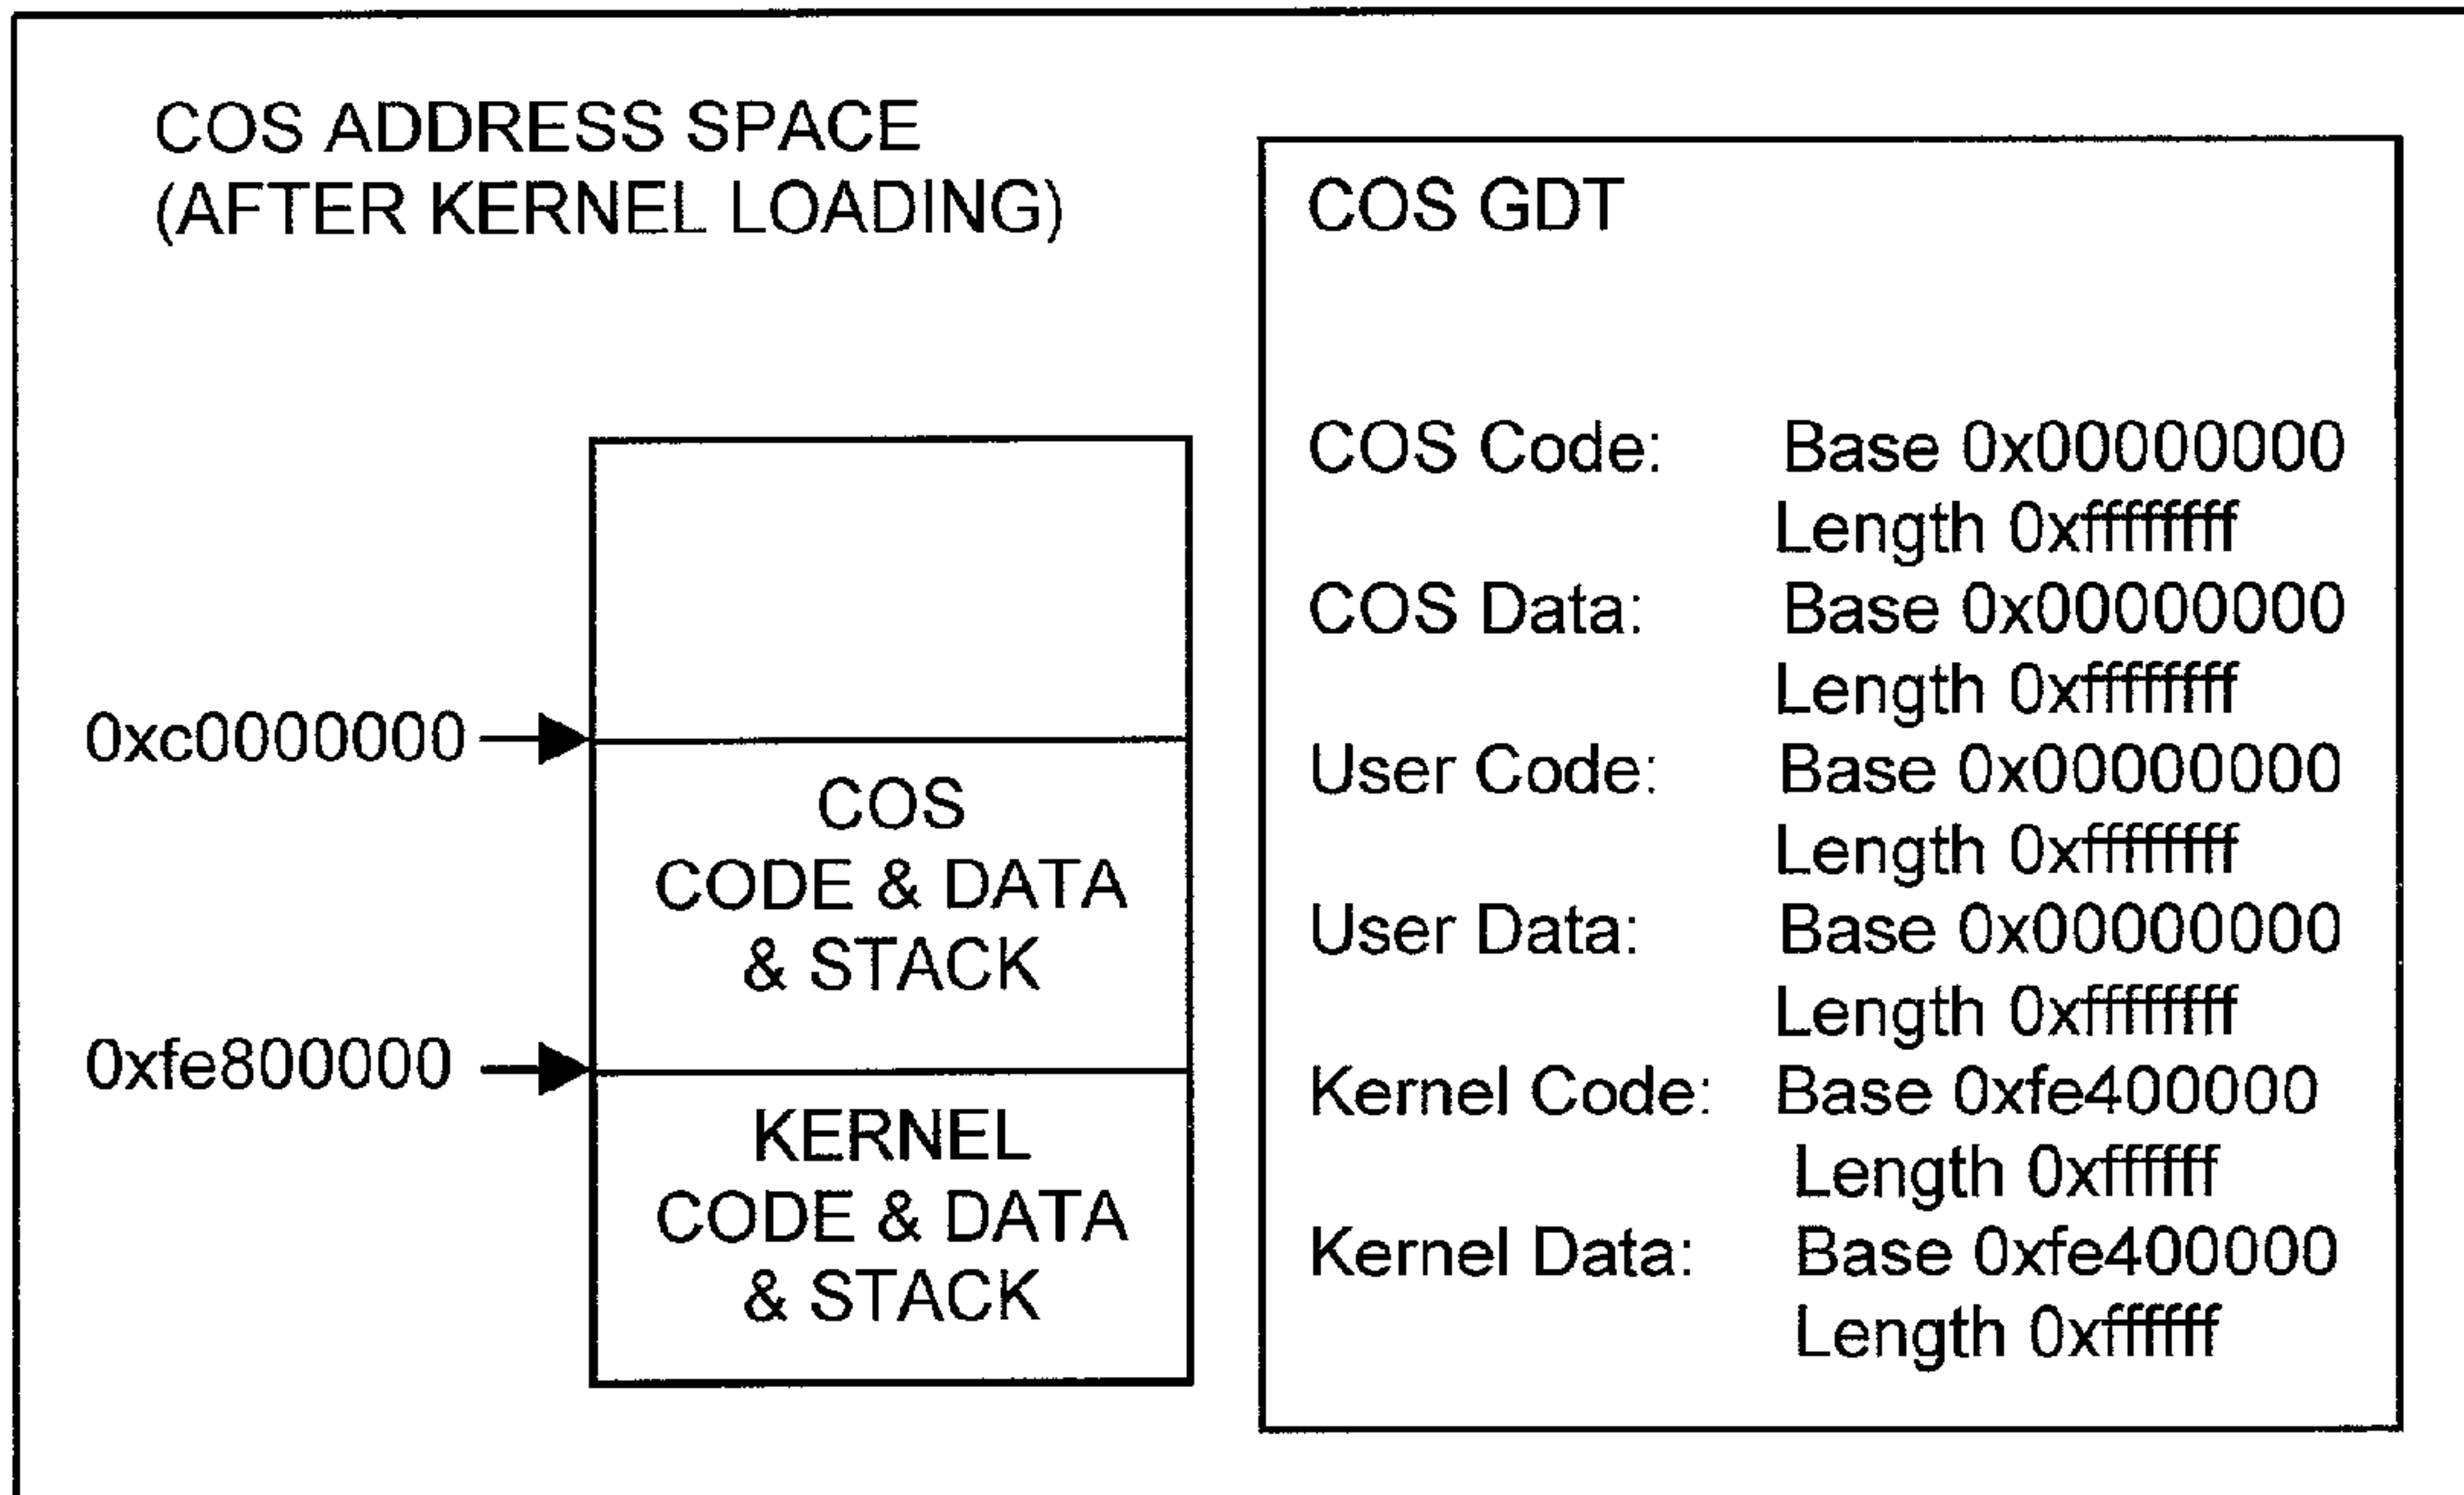 COS ADDRESS SPACE
(AFTER KERNEL LOADING)
0xc0000000
COS
CODE & DATA
& STACK
0xfe800000
KERNEL
CODE & DATA
& STACK
COS GDT
COS Code: Base 0x00000000
Length 0xffffffff
COS Data: Base 0x00000000
Length 0xffffffff
User Code: Base 0x00000000
Length 0xffffffff
User Data: Base 0x00000000
Length 0xffffffff
Kernel Code: Base 0xfe400000
Length 0xffffff
Kernel Data: Base 0xfe400000
Length 0xffffff